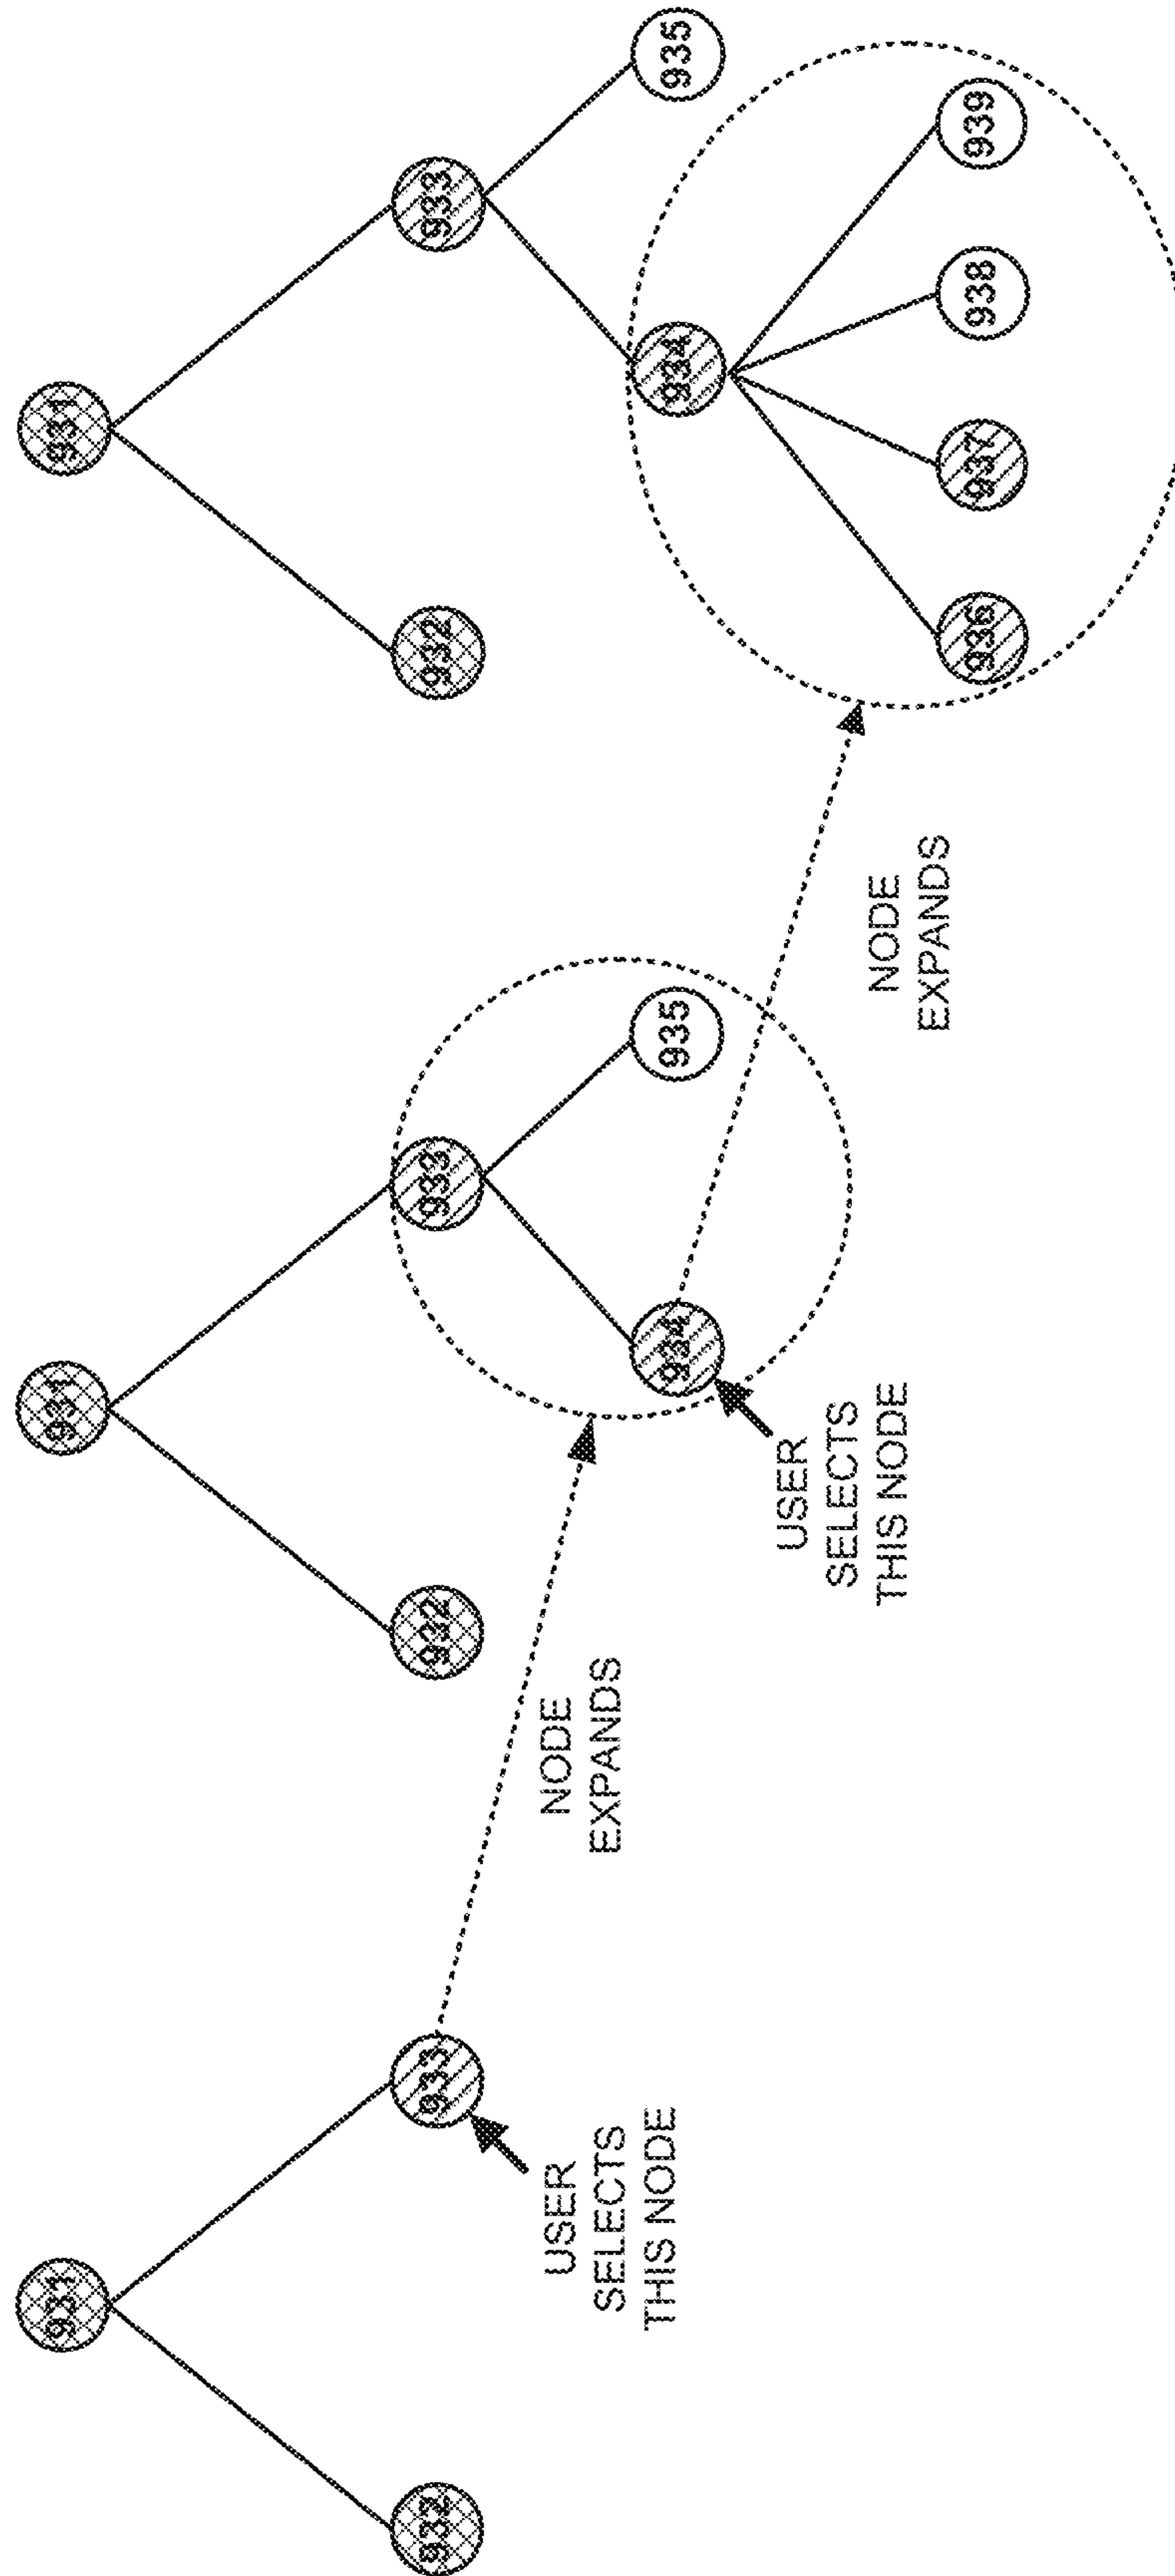 931
932
933
USER
SELECTS
THIS NODE
NODE
EXPANDS
931
932
933
934
935
USER
SELECTS
THIS NODE
NODE
EXPANDS
931
932
933
934
935
936
937
938
939